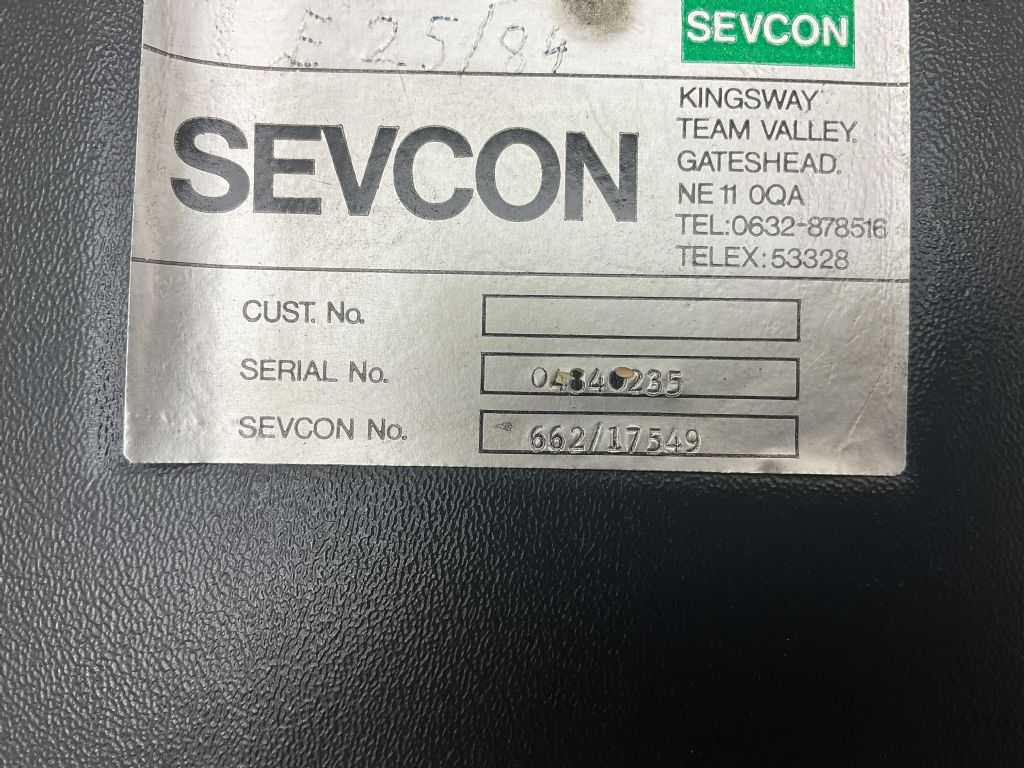 E 25/84
SEVCON
SEVCON
KINGSWAY
TEAM VALLEY.
GATESHEAD.
NE 11 0QA
TEL:0632-878516
TELEX:53328
CUST. No.
SERIAL No. 04840235
SEVCON No. 662/17549